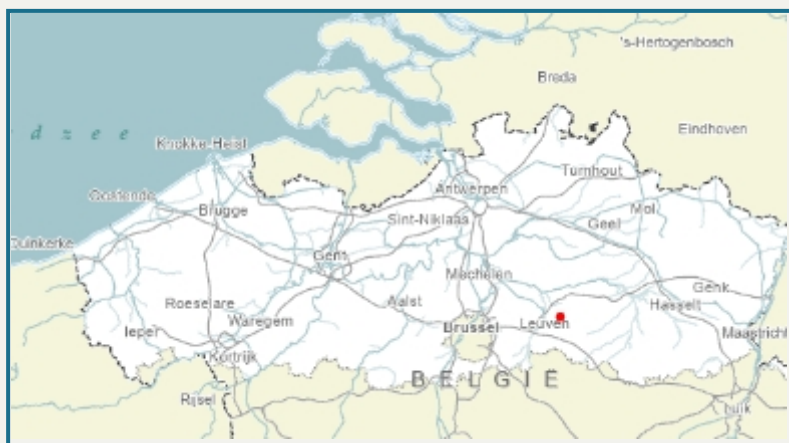 's-Hertogenbosch
Breda
Eindhoven
d z e e
Knokke-Heist
Turnhout
Antwerpen
Oostende
Brugge
Sint-Niklaas
Geel
Mol
Duinkerke
Gent
Mechelen
Genk
Roeselare
Aalst
Hasselt
Ieper
Waregem
Brussel
Leuven
Maastricht
Kortrijk
BELGIË
Rijsel
Luik